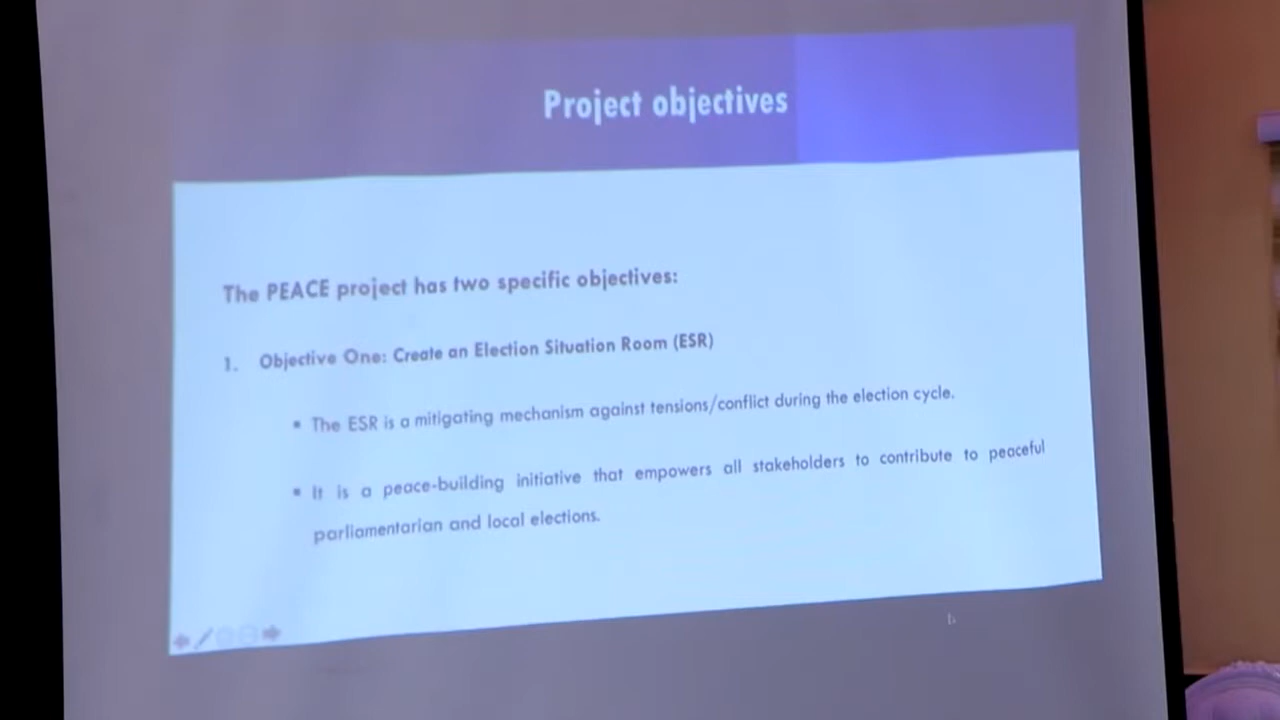 Project objectives
The PEACE project has two specific objectives:
1. Objective One: Create an Election Situation Room (ESR)
▪ The ESR is a mitigating mechanism against tensions/conflict during the election cycle.
▪ It is a peace-building initiative that empowers all stakeholders to contribute to peaceful
parliamentarian and local elections.